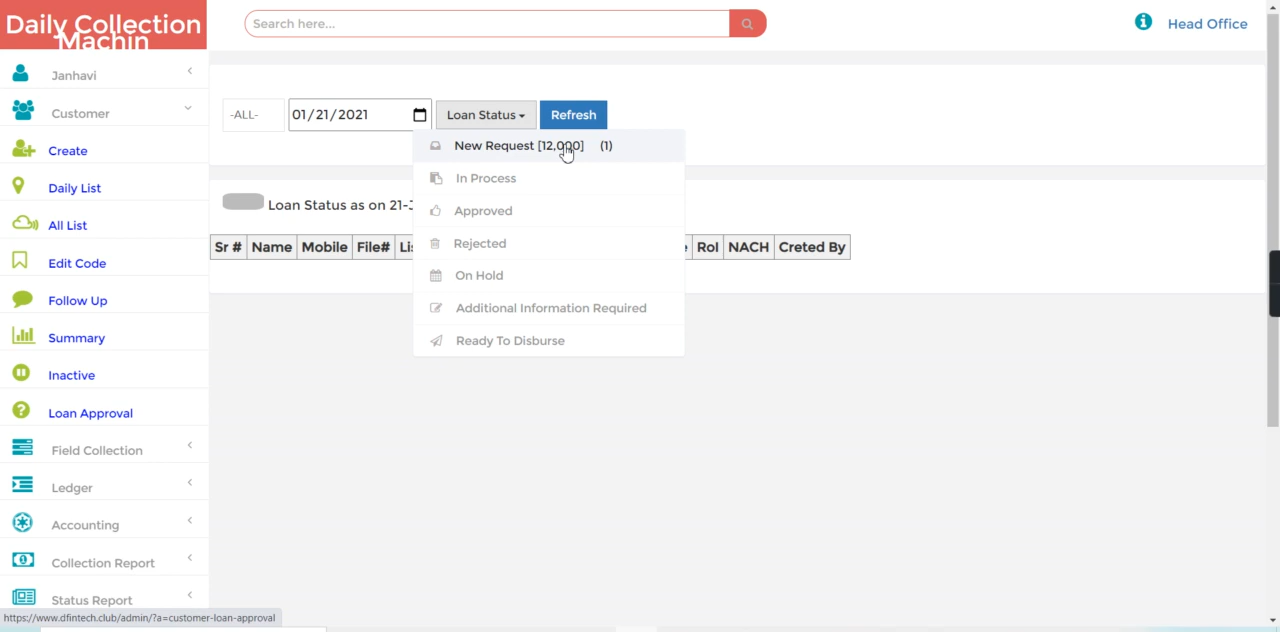 Daily Collection
Machin
Search here...
Head Office
Janhavi
Customer
Create
Daily List
All List
Edit Code
Follow Up
Summary
Inactive
Loan Approval
Field Collection
Ledger
Accounting
Collection Report
Status Report
-ALL-
01/21/2021
Loan Status
Refresh
New Request [12,000] (1)
In Process
Approved
Rejected
On Hold
Additional Information Required
Ready To Disburse
Loan Status as on 21-
Sr # Name Mobile File# RoI NACH Creted By
https://www.dfintech.club/admin/?a=customer-loan-approval